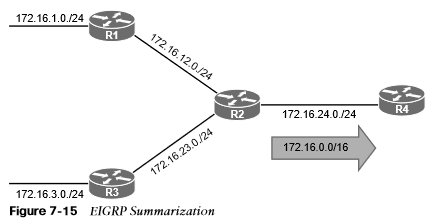 172.16.1.0./24
R1
172.16.12.0./24
R2
R4
172.16.24.0./24
172.16.23.0./24
172.16.0.0/16
R3
172.16.3.0./24
Figure 7-15 EIGRP Summarization